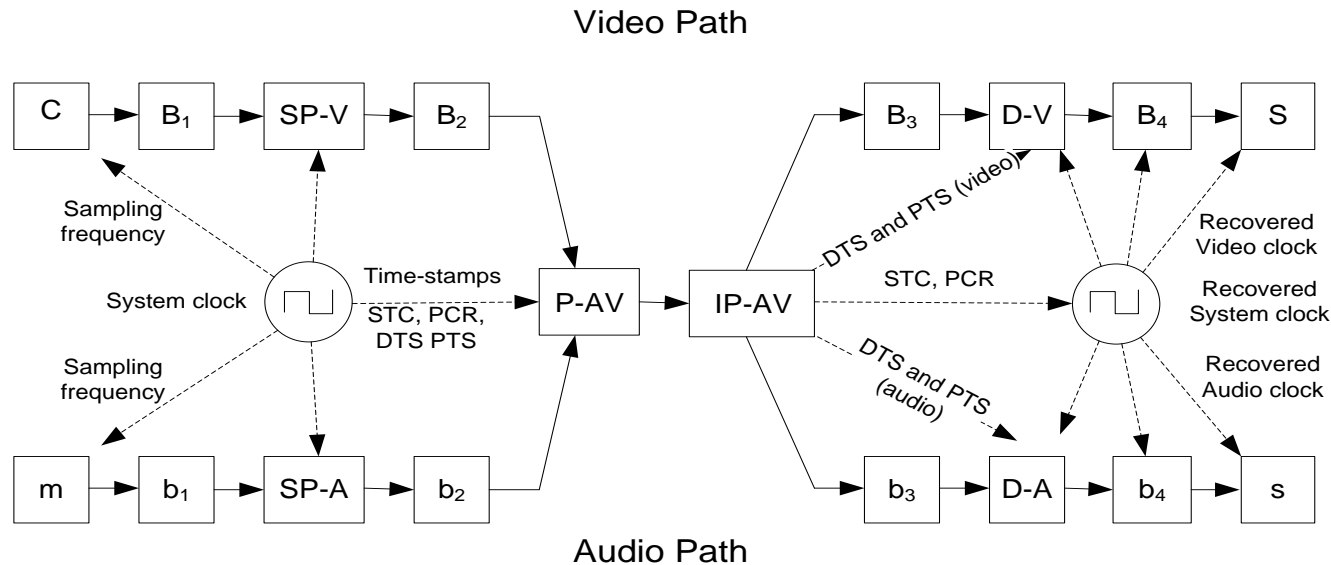 Video Path
C
B₁
SP-V
B₂
B₃
D-V
B₄
S
Sampling
frequency
System clock
Time-stamps
STC, PCR,
DTS PTS
P-AV
IP-AV
DTS and PTS (video)
STC, PCR
DTS and PTS
(audio)
Recovered
Video clock
Recovered
System clock
Recovered
Audio clock
Sampling
frequency
m
b₁
SP-A
b₂
b₃
D-A
b₄
s
Audio Path